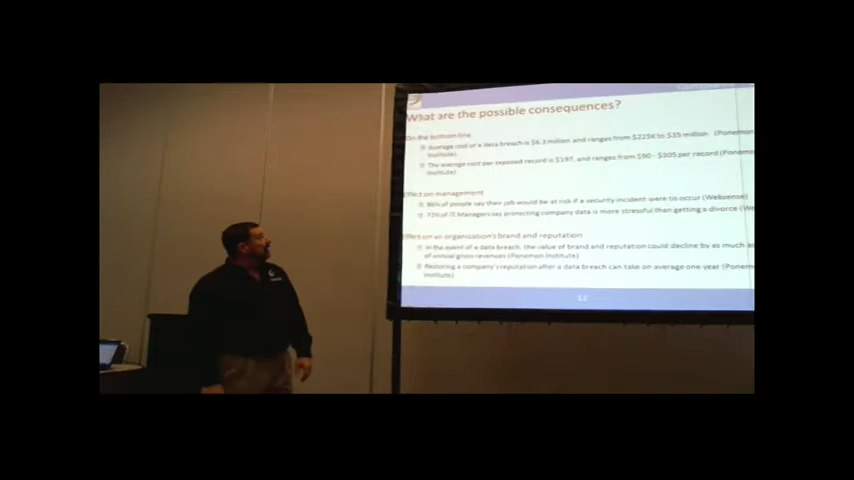 What are the possible consequences?
On the bottom line
Average cost of a data breach is $6.3 million and ranges from $225K to $35 million. (Ponemon
Institute)
The average cost per exposed record is $197, and ranges from $90 - $305 per record (Ponem
Institute)
Effect on management
86% of people say their job would be at risk if a security incident were to occur (Websense)
72% of IT Managers say protecting company data is more stressful than getting a divorce (We
Effect on an organisation's brand and reputation
In the event of a data breach, the value of brand and reputation could decline by as much as
of annual gross revenues (Ponemon Institute)
Restoring a company's reputation after a data breach can take on average one year (Ponem
Institute)
12